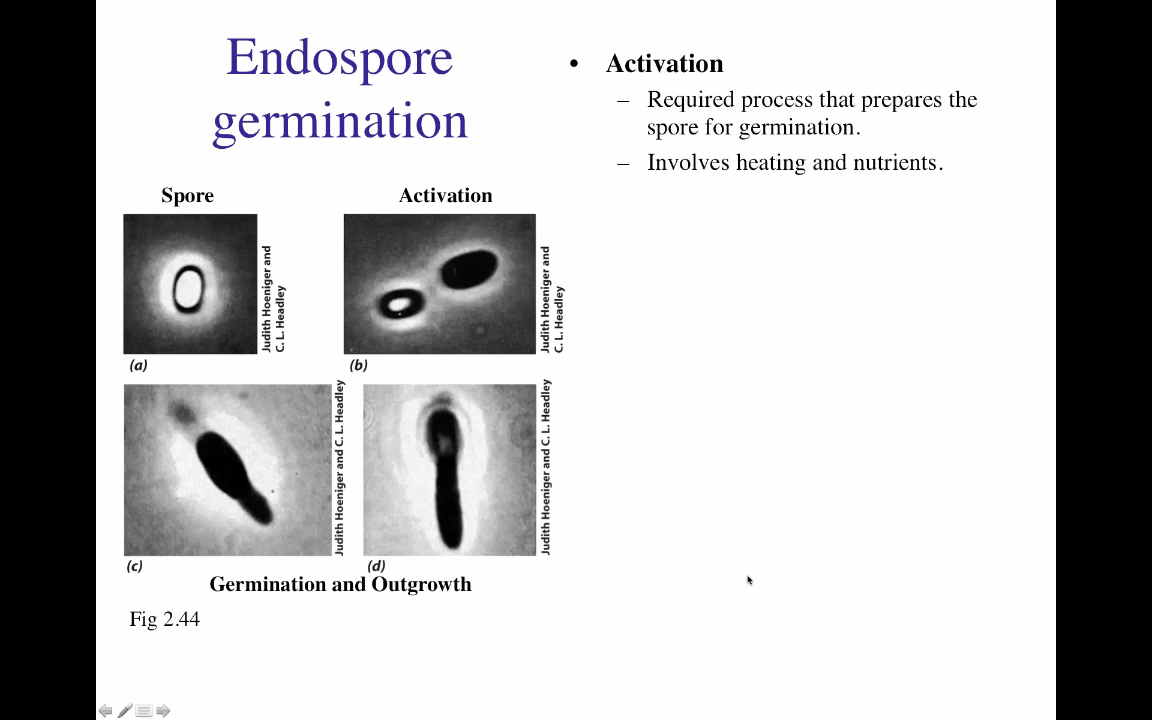 Endospore
germination
• Activation
– Required process that prepares the
spore for germination.
– Involves heating and nutrients.
Spore
Activation
Judith Hoeniger and
C. L. Headley
Judith Hoeniger and
C. L. Headley
(a)
(b)
Judith Hoeniger and C. L. Headley
Judith Hoeniger and C. L. Headley
(c)
(d)
Germination and Outgrowth
Fig 2.44